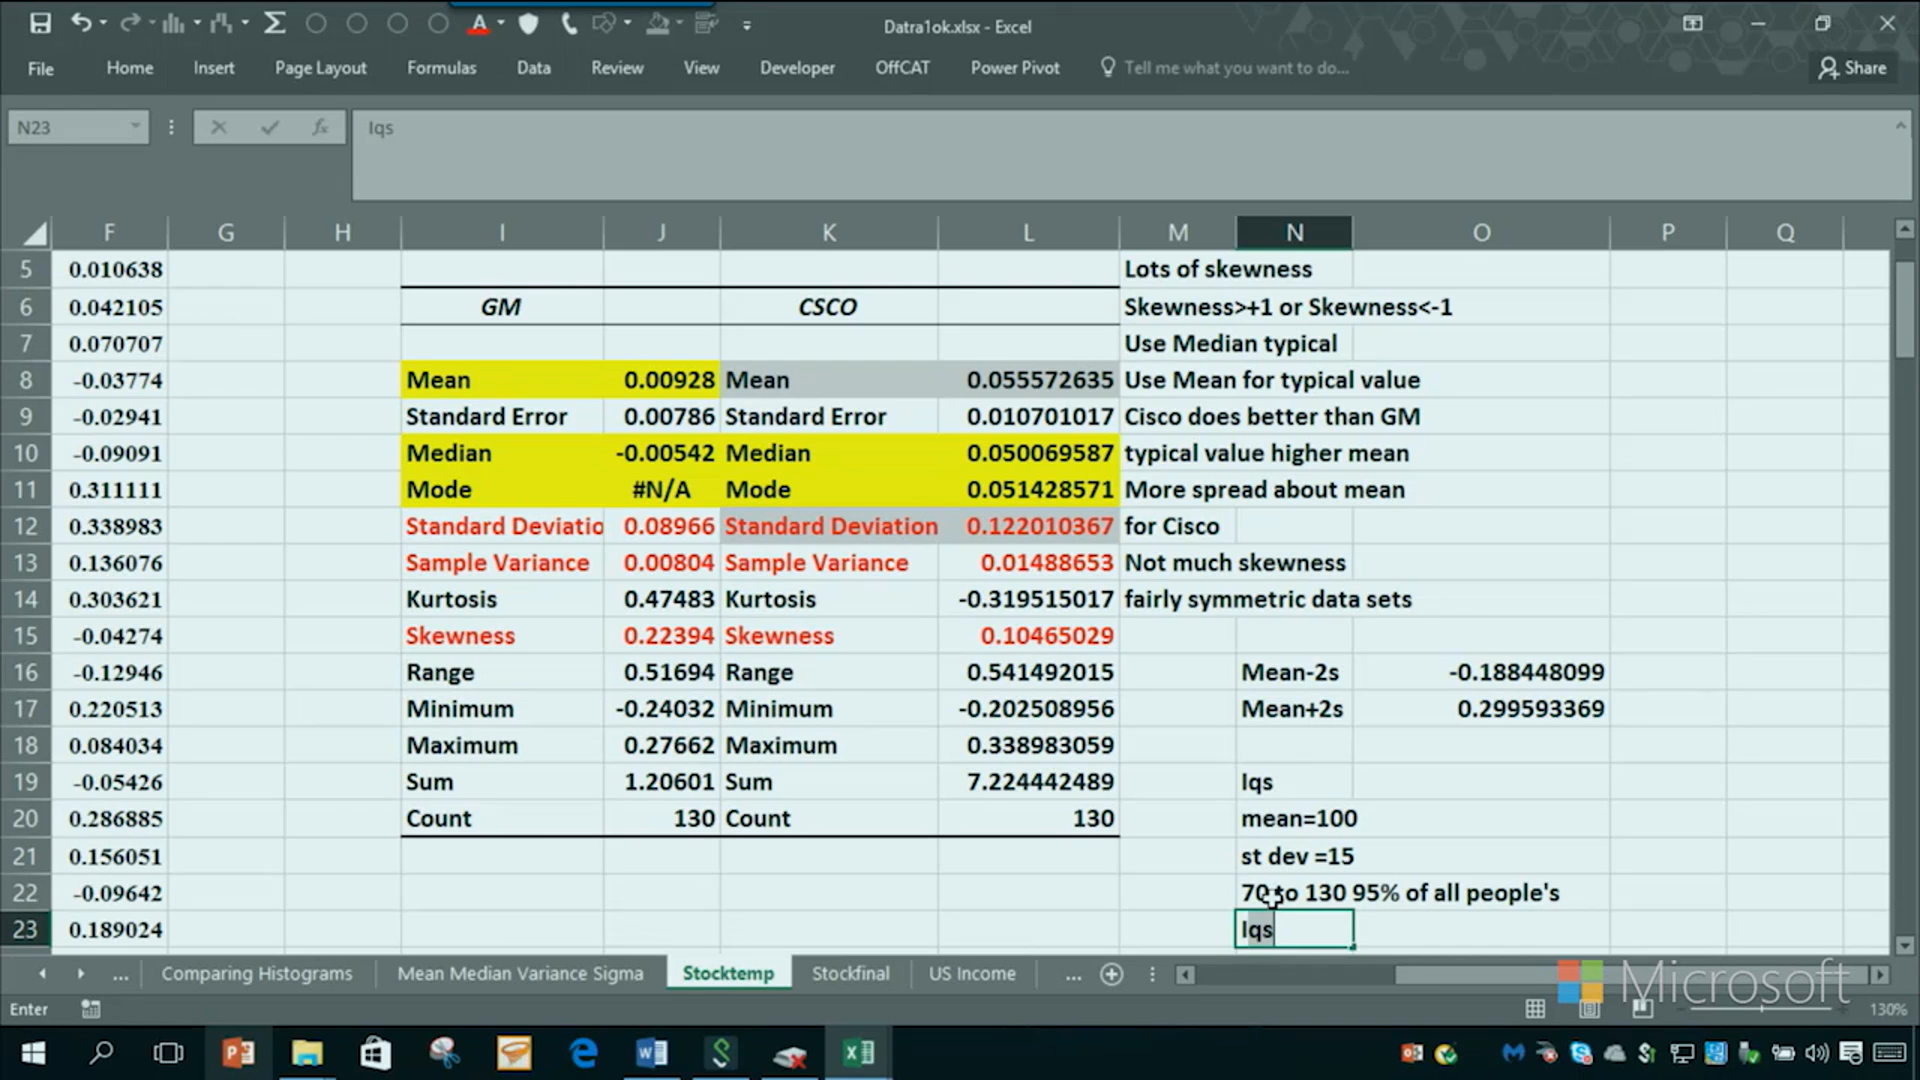 Datra1ok.xlsx - Excel
File Home Insert Page Layout Formulas Data Review View Developer OffCAT Power Pivot Tell me what you want to do... Share
N23 fx Iqs
F G H I J K L M N O P Q
5 0.010638 Lots of skewness
6 0.042105 GM CSCO Skewness>+1 or Skewness<-1
7 0.070707 Use Median typical
8 -0.03774 Mean 0.00928 Mean 0.055572635 Use Mean for typical value
9 -0.02941 Standard Error 0.00786 Standard Error 0.010701017 Cisco does better than GM
10 -0.09091 Median -0.00542 Median 0.050069587 typical value higher mean
11 0.311111 Mode #N/A Mode 0.051428571 More spread about mean
12 0.338983 Standard Deviatio 0.08966 Standard Deviation 0.122010367 for Cisco
13 0.136076 Sample Variance 0.00804 Sample Variance 0.01488653 Not much skewness
14 0.303621 Kurtosis 0.47483 Kurtosis -0.319515017 fairly symmetric data sets
15 -0.04274 Skewness 0.22394 Skewness 0.10465029
16 -0.12946 Range 0.51694 Range 0.541492015 Mean-2s -0.188448099
17 0.220513 Minimum -0.24032 Minimum -0.202508956 Mean+2s 0.299593369
18 0.084034 Maximum 0.27662 Maximum 0.338983059
19 -0.05426 Sum 1.20601 Sum 7.224442489 Iqs
20 0.286885 Count 130 Count 130 mean=100
21 0.156051 st dev =15
22 -0.09642 70 to 130 95% of all people's
23 0.189024 Iqs
... Comparing Histograms Mean Median Variance Sigma Stocktemp Stockfinal US Income ...
Microsoft
Enter 130%